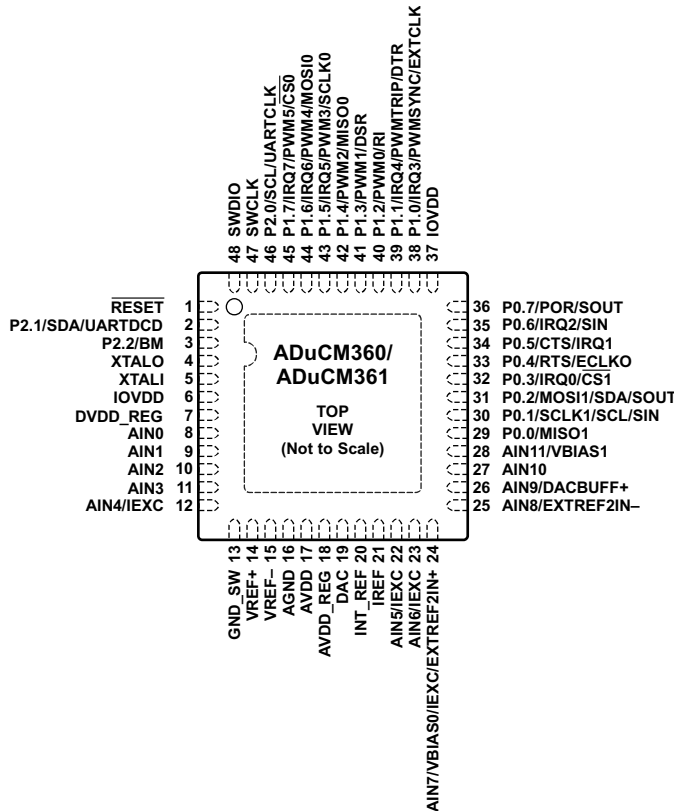 48 SWDIO
47 SWCLK
46 P2.0/SCL/UARTCLK
45 P1.7/IRQ7/PWM5/CS0
44 P1.6/IRQ6/PWM4/MOSI0
43 P1.5/IRQ5/PWM3/SCLK0
42 P1.4/PWM2/MISO0
41 P1.3/PWM1/DSR
40 P1.2/PWM0/RI
39 P1.1/IRQ4/PWMTRIP/DTR
38 P1.0/IRQ3/PWMSYNC/EXTCLK
37 IOVDD
RESET 1
P2.1/SDA/UARTDCD 2
P2.2/BM 3
XTALO 4
XTALI 5
IOVDD 6
DVDD_REG 7
AIN0 8
AIN1 9
AIN2 10
AIN3 11
AIN4/IEXC 12
ADuCM360/
ADuCM361
TOP
VIEW
(Not to Scale)
36 P0.7/POR/SOUT
35 P0.6/IRQ2/SIN
34 P0.5/CTS/IRQ1
33 P0.4/RTS/ECLKO
32 P0.3/IRQ0/CS1
31 P0.2/MOSI1/SDA/SOUT
30 P0.1/SCLK1/SCL/SIN
29 P0.0/MISO1
28 AIN11/VBIAS1
27 AIN10
26 AIN9/DACBUFF+
25 AIN8/EXTREF2IN–
GND_SW 13
VREF+ 14
VREF– 15
AGND 16
AVDD 17
AVDD_REG 18
DAC 19
INT_REF 20
IREF 21
AIN5/IEXC 22
AIN6/IEXC 23
AIN7/VBIAS0/IEXC/EXTREF2IN+ 24